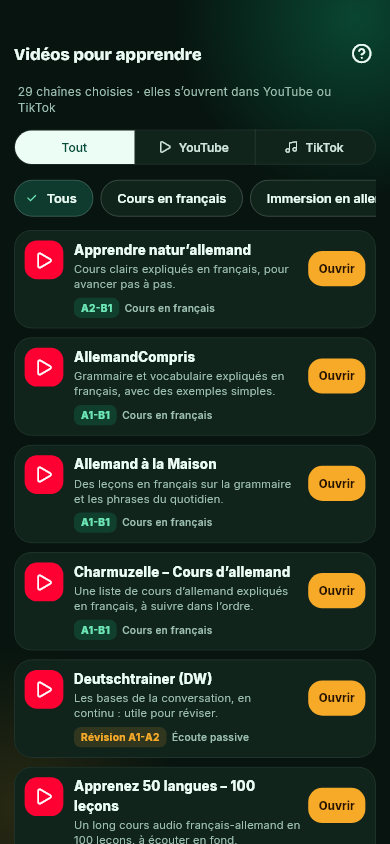 Vidéos pour apprendre
29 chaînes choisies · elles s’ouvrent dans YouTube ou
TikTok
Tout
YouTube
TikTok
Tous
Cours en français
Immersion en alle
Apprendre natur’allemand
Cours clairs expliqués en français, pour
avancer pas à pas.
A2-B1 Cours en français
Ouvrir
AllemandCompris
Grammaire et vocabulaire expliqués en
français, avec des exemples simples.
A1-B1 Cours en français
Ouvrir
Allemand à la Maison
Des leçons en français sur la grammaire
et les phrases du quotidien.
A1-B1 Cours en français
Ouvrir
Charmuzelle – Cours d’allemand
Une liste de cours d’allemand expliqués
en français, à suivre dans l’ordre.
A1-B1 Cours en français
Ouvrir
Deutschtrainer (DW)
Les bases de la conversation, en
continu : utile pour réviser.
Révision A1-A2 Écoute passive
Ouvrir
Apprenez 50 langues – 100
leçons
Un long cours audio français-allemand en
100 leçons, à écouter en fond.
Ouvrir